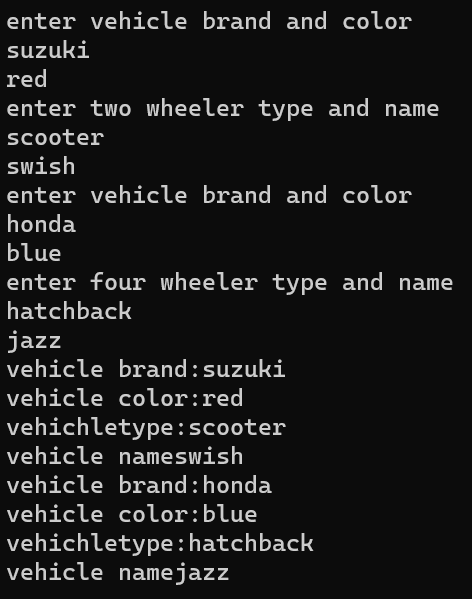 enter vehicle brand and color
suzuki
red
enter two wheeler type and name
scooter
swish
enter vehicle brand and color
honda
blue
enter four wheeler type and name
hatchback
jazz
vehicle brand:suzuki
vehicle color:red
vehichletype:scooter
vehicle nameswish
vehicle brand:honda
vehicle color:blue
vehichletype:hatchback
vehicle namejazz